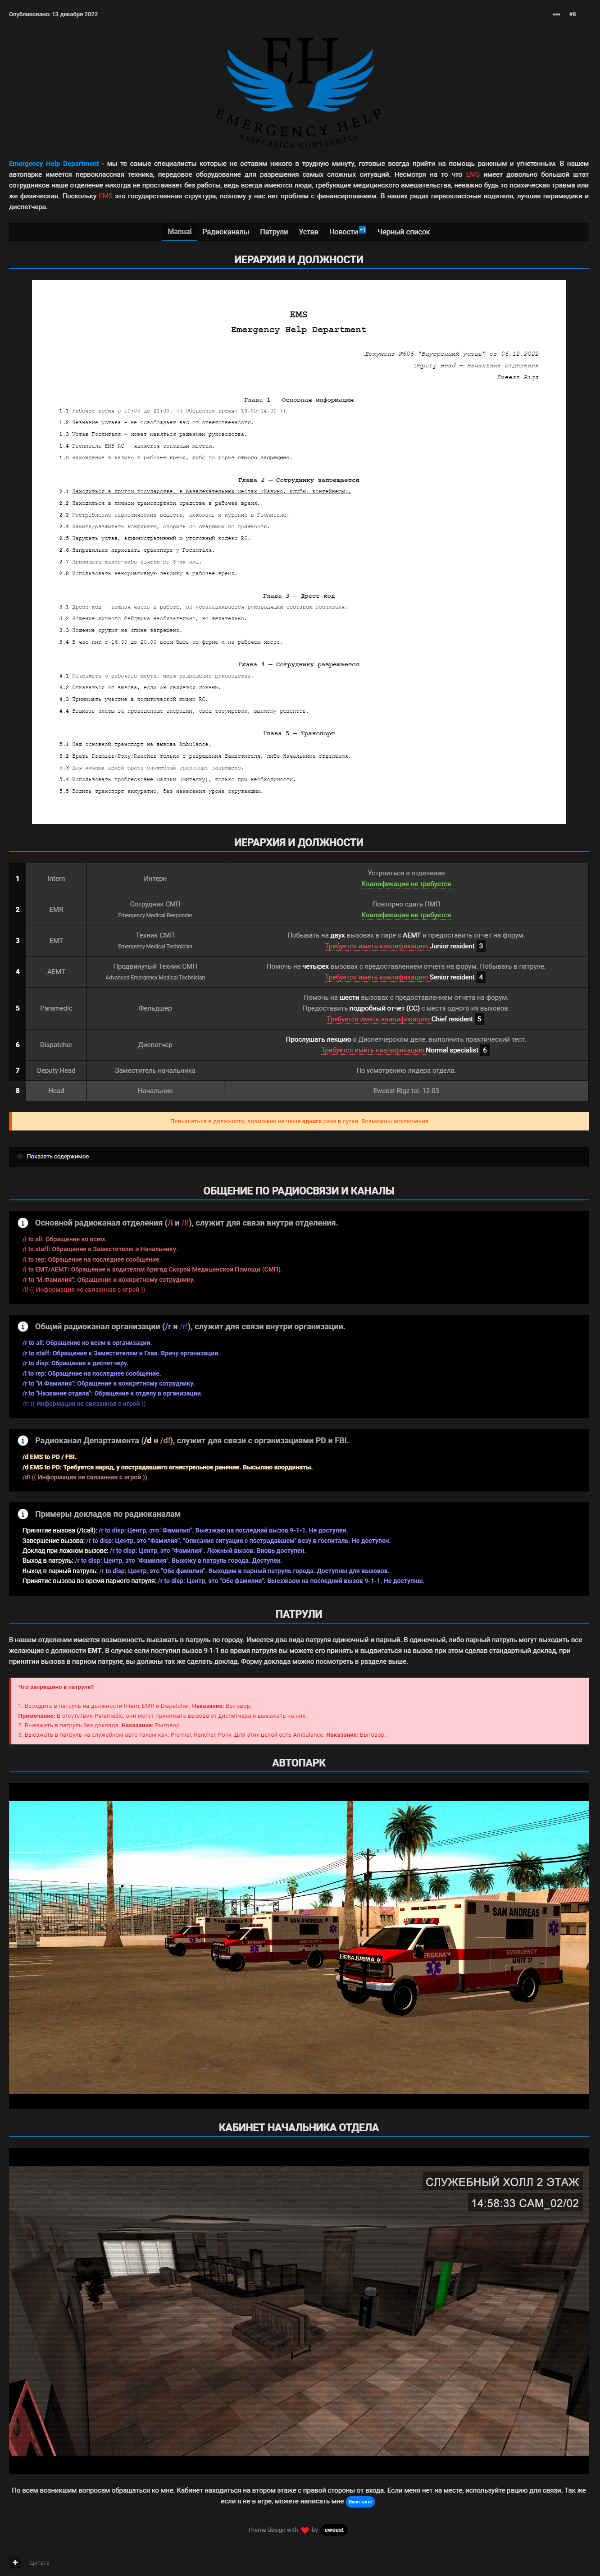 Опубликовано: 13 декабря 2022
#8
EH
EMERGENCY HELP
RESPUBLICA CONSTANTIA
Emergency Help Department - мы те самые специалисты которые не оставим никого в трудную минуту, готовые всегда прийти на помощь раненым и угнетенным. В нашем
автопарке имеется первоклассная техника, передовое оборудование для разрешения самых сложных ситуаций. Несмотря на то что EMS имеет довольно большой штат
сотрудников наше отделение никогда не простаивает без работы, ведь всегда имеются люди, требующие медицинского вмешательства, неважно будь то психическая травма или
же физическая. Поскольку EMS это государственная структура, поэтому у нас нет проблем с финансированием. В наших рядах первоклассные водители, лучшие парамедики и
диспетчера.
Manual Радиоканалы Патрули Устав Новости +1 Черный список
ИЕРАРХИЯ И ДОЛЖНОСТИ
EMS
Emergency Help Department
Документ №606 "Внутренний устав" от 06.12.2022
Deputy Head — Начальник отделения
Eweest Rigz
Глава 1 — Основная информация
1.1 Рабочее время с 10:00 до 21:00. (( Обеденное время: 13.00-14.00 ))
1.2 Незнание устава - не освобождает вас от ответственности.
1.3 Устав Госпиталя - может меняться решением руководства.
1.4 Госпиталь EMS RC - является основным местом.
1.5 Нахождение в казино в рабочее время, либо по форме строго запрещено.
Глава 2 — Сотруднику запрещается
2.1 Находиться в другом государстве, в развлекательных местах (Казино, клубы, контейнеры).
2.2 Находиться в личном транспортном средстве в рабочее время.
2.2 Употребление наркотических веществ, алкоголь и курение в Госпитале.
2.4 Хамить/разжигать конфликты, спорить со старшим по должности.
2.5 Нарушать устав, административный и уголовный кодекс RC.
2.6 Неправильно парковать транспорт у Госпиталя.
2.7 Принимать какие-либо взятки от 3-их лиц.
2.8 Использовать ненормативную лексику в рабочее время.
Глава 3 — Дресс-код
3.1 Дресс-код - важная часть в работе, он устанавливается руководящим составом госпиталя.
3.2 Ношение личного бейджика необязательно, но желательно.
3.3 Ношение оружия на спине запрещено.
3.4 В час пик с 16.00 до 20.00 всем быть по форме и на рабочем месте.
Глава 4 — Сотруднику разрешается
4.1 Отъезжать с рабочего места, имея разрешение руководства.
4.2 Отказаться от вызова, если он является ложным.
4.3 Принимать участие в политической жизни RC.
4.4 Взымать платы за проведенные операции, свод татуировок, выписку рецептов.
Глава 5 — Транспорт
5.1 Наш основной транспорт на вызова Ambulance.
5.2 Брать Premier/Pony/Rancher только с разрешения Заместителя, либо Начальника отделения.
5.3 Для личных целей брать служебный транспорт запрещено.
5.4 Использовать проблесковые маячки (мигалку), только при необходимости.
5.5 Водить транспорт аккуратно, без нанесения урона окружающим.
ИЕРАРХИЯ И ДОЛЖНОСТИ
1 Intern Интерн Устроиться в отделение
Квалификация не требуется
2 EMR Сотрудник СМП
Emergency Medical Responder Повторно сдать ПМП
Квалификация не требуется
3 EMT Техник СМП
Emergency Medical Technician Побывать на двух вызовах в паре с AEMT и предоставить отчет на форум.
Требуется иметь квалификацию Junior resident 3
4 AEMT Продвинутый Техник СМП
Advanced Emergency Medical Technician Помочь на четырех вызовах с предоставлением отчета на форум. Побывать в патруле.
Требуется иметь квалификацию Senior resident 4
5 Paramedic Фельдшер Помочь на шести вызовах с предоставлением отчета на форум.
Предоставить подробный отчет (СС) с места одного из вызовов.
Требуется иметь квалификацию Chief resident 5
6 Dispatcher Диспетчер Прослушать лекцию о Диспетчерском деле, выполнить практический тест.
Требуется иметь квалификацию Normal specialist 6
7 Deputy Head Заместитель начальника По усмотрению лидера отдела.
8 Head Начальник Eweest Rigz tel. 12-03
Повышаться в должности, возможно не чаще одного раза в сутки. Возможны исключения.
Показать содержимое
ОБЩЕНИЕ ПО РАДИОСВЯЗИ И КАНАЛЫ
Основной радиоканал отделения (/i и /i!), служит для связи внутри отделения.
/i to all: Обращение ко всем.
/i to staff: Обращение к Заместителю и Начальнику.
/i to rep: Обращение на последнее сообщение.
/i to EMT/AEMT: Обращение к водителям бригад Скорой Медицинской Помощи (СМП).
/r to "И.Фамилия": Обращение к конкретному сотруднику.
/i! (( Информация не связанная с игрой ))
Общий радиоканал организации (/r и /r!), служит для связи внутри организации.
/r to all: Обращение ко всем в организации.
/r to staff: Обращение к Заместителям и Глав. Врачу организации.
/r to disp: Обращение к диспетчеру.
/i to rep: Обращение на последнее сообщение.
/r to "И.Фамилия": Обращение к конкретному сотруднику.
/r to "Название отдела": Обращение к отделу в организации.
/r! (( Информация не связанная с игрой ))
Радиоканал Департамента (/d и /d!), служит для связи с организациями PD и FBI.
/d EMS to PD / FBI.
/d EMS to PD: Требуется наряд, у пострадавшего огнестрельное ранение. Высылаю координаты.
/d! (( Информация не связанная с игрой ))
Примеры докладов по радиоканалам
Принятие вызова (/tcall): /r to disp: Центр, это "Фамилия". Выезжаю на последний вызов 9-1-1. Не доступен.
Завершение вызова: /r to disp: Центр, это "Фамилия". "Описание ситуации с пострадавшем" везу в госпиталь. Не доступен.
Доклад при ложном вызове: /r to disp: Центр, это "Фамилия". Ложный вызов. Вновь доступен.
Выход в патруль: /r to disp: Центр, это "Фамилия". Выхожу в патруль города. Доступен.
Выход в парный патруль: /r to disp: Центр, это "Обе фамилии". Выходим в парный патруль города. Доступны для вызовов.
Принятие вызова во время парного патруля: /r to disp: Центр, это "Обе фамилия". Выезжаем на последний вызов 9-1-1. Не доступны.
ПАТРУЛИ
В нашем отделении имеется возможность выезжать в патруль по город. Имеется два вида патруля одиночный и парный. В одиночный, либо парный патруль могут выходить все
желающие с должности EMT. В случае если поступил вызов 9-1-1 во время патруля вы можете его принять и выдвигаться на вызов при этом сделав стандартный доклад, при
принятии вызова в парном патруле, вы должны так же сделать доклад. Форму доклада можно посмотреть в разделе выше.
Что запрещено в патруле?
1. Выходить в патруль на должности Intern, EMR и Dispetcher. Наказание: Выговор.
Примечание: В отсутствии Paramedic, они могут принимать вызова от диспетчера и выезжать на них.
2. Выезжать в патруль без доклада. Наказание: Выговор.
3. Выезжать в патруль на служебном авто таком как: Premier, Rancher, Pony. Для этих целей есть Ambulance. Наказание: Выговор.
АВТОПАРК
SAN ANDREAS
SAN ANDREAS
SAN ANDREAS
AMBULANCE
EMERGENCY
EMERGENCY
UNIT 37
КАБИНЕТ НАЧАЛЬНИКА ОТДЕЛА
СЛУЖЕБНЫЙ ХОЛЛ 2 ЭТАЖ
14:58:33 CAM_02/02
По всем возникшим вопросам обращаться ко мне. Кабинет находиться на втором этаже с правой стороны от входа. Если меня нет на месте, используйте рацию для связи. Так же
если я не в игре, можете написать мне Вконтакте
Theme design with by eweest
Цитата